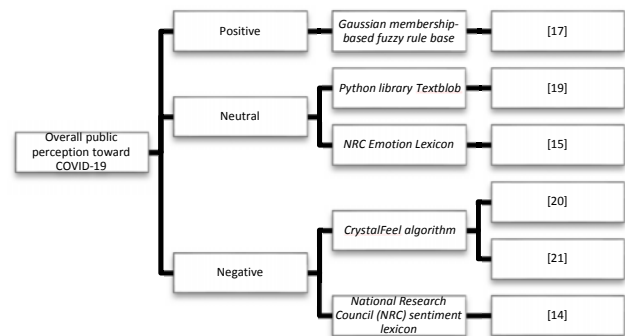 Positive
Gaussian membership-
based fuzzy rule base
[17]
Python library Textblob
[19]
Neutral
NRC Emotion Lexicon
[15]
Overall public
perception toward
COVID-19
[20]
CrystalFeel algorithm
[21]
Negative
National Research
Council (NRC) sentiment
lexicon
[14]